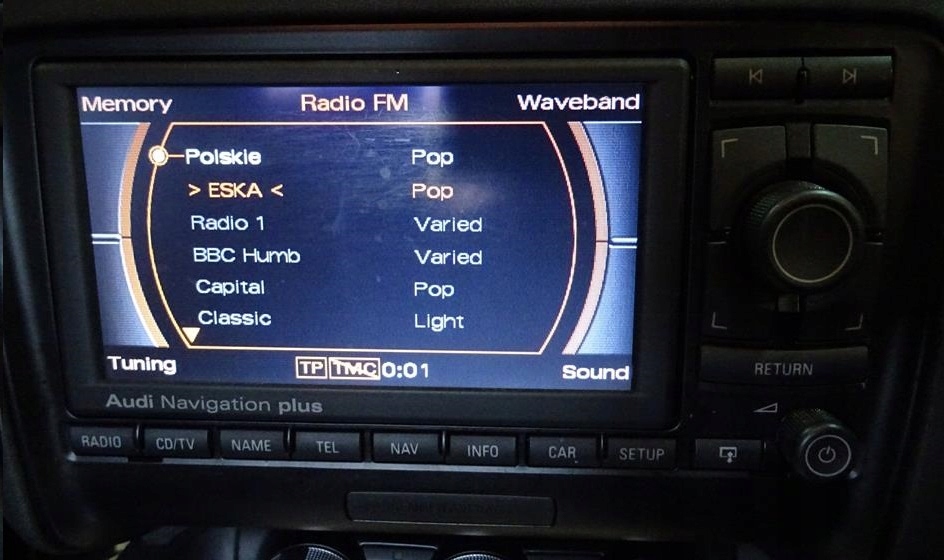 Memory Radio FM Waveband
Polskie Pop
> ESKA < Pop
Radio 1 Varied
BBC Humb Varied
Capital Pop
Classic Light
Tuning TP TMC 0:01 Sound
Audi Navigation plus
RETURN
RADIO CD/TV NAME TEL NAV INFO CAR SETUP